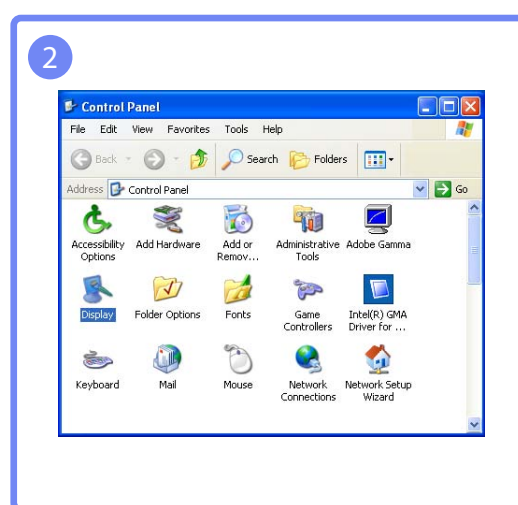 2
Control Panel
File Edit View Favorites Tools Help
Back Search Folders
Address Control Panel Go
Accessibility Options Add Hardware Add or Remov... Administrative Tools Adobe Gamma
Display Folder Options Fonts Game Controllers Intel(R) GMA Driver for ...
Keyboard Mail Mouse Network Connections Network Setup Wizard